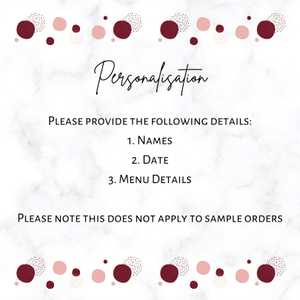 Personalisation
Please provide the following details:
1. Names
2. Date
3. Menu Details
Please note this does not apply to sample orders